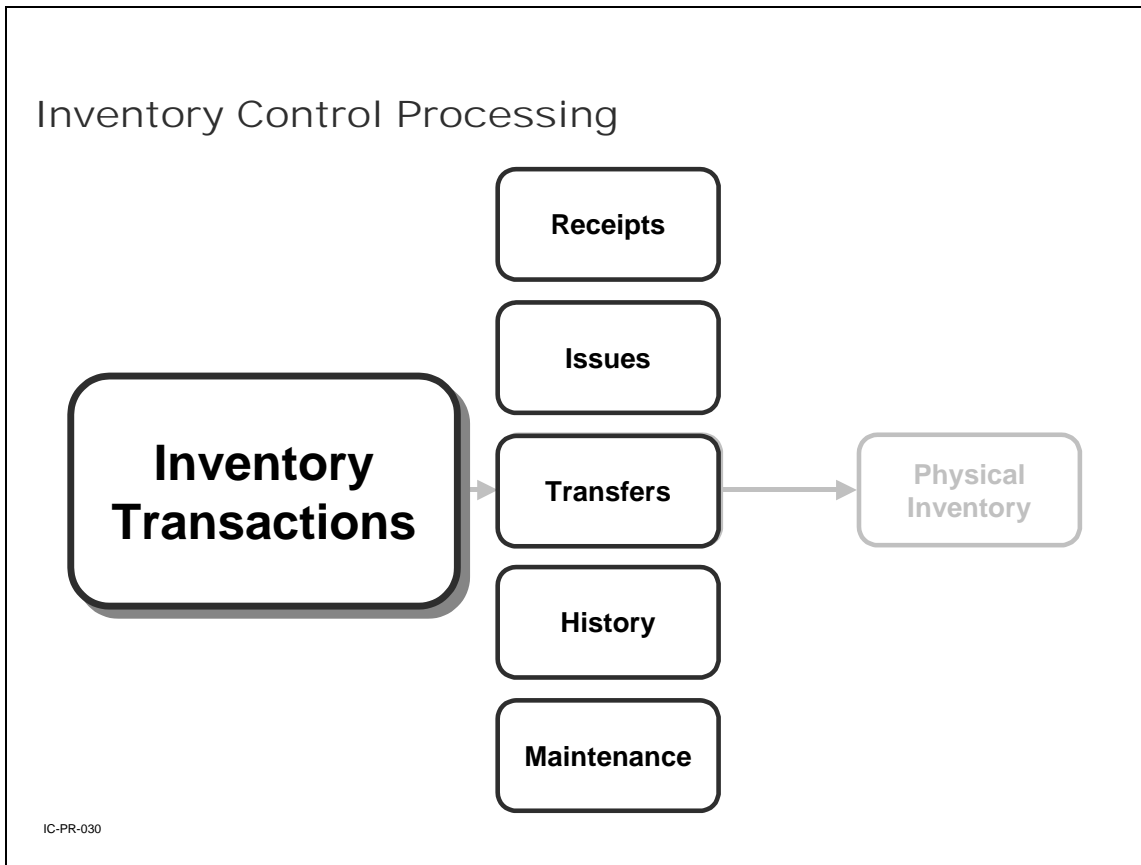 Inventory Control Processing
Receipts
Issues
Inventory
Transactions
Transfers
Physical
Inventory
History
Maintenance
IC-PR-030